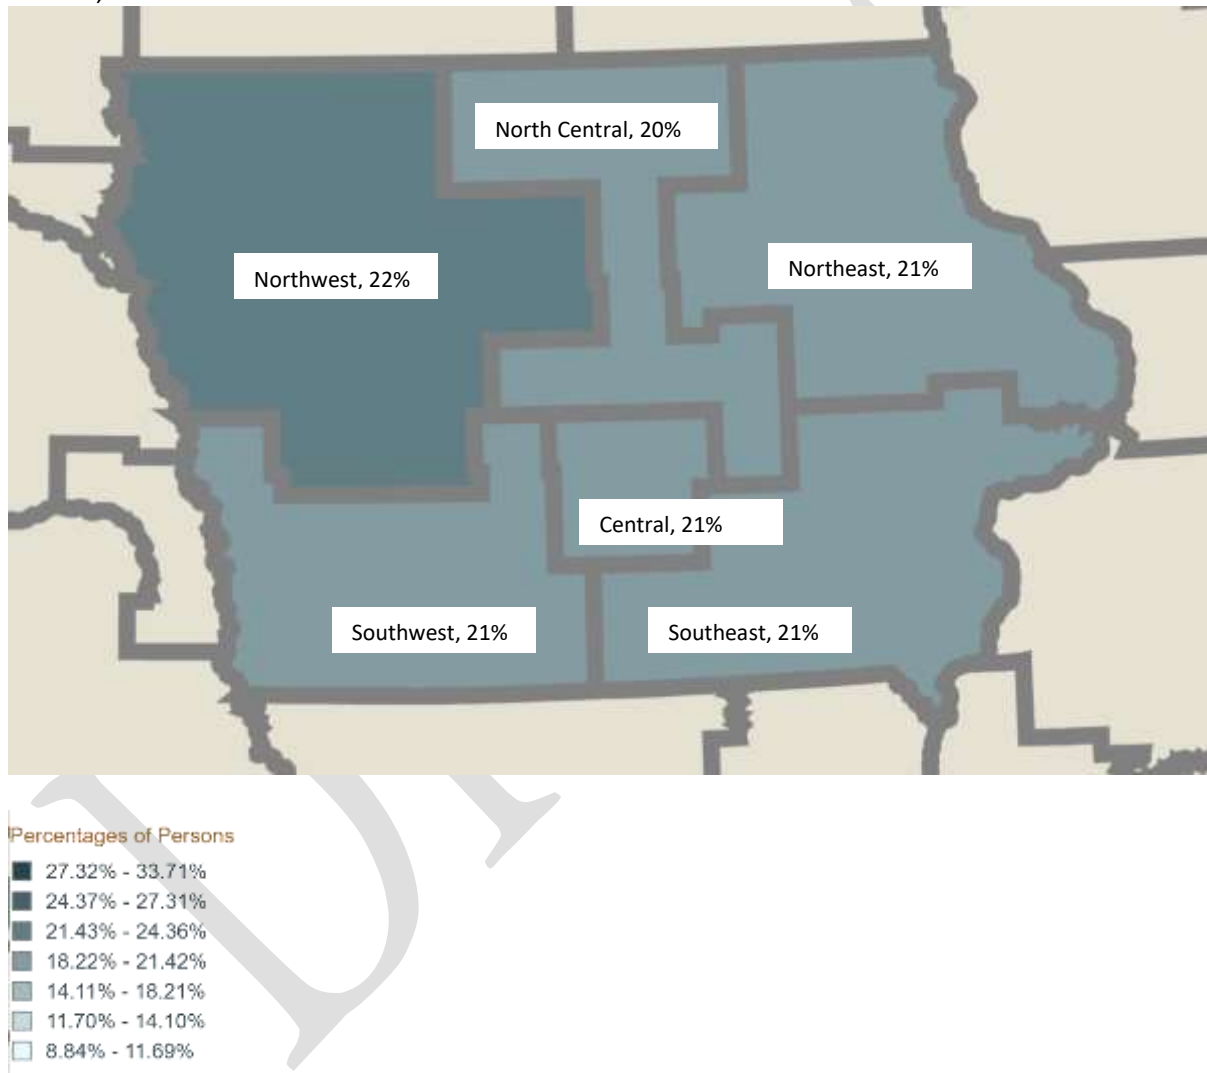 North Central, 20%
Northeast, 21%
Northwest, 22%
Central, 21%
Southwest, 21%
Southeast, 21%
Percentages of Persons
27.32% - 33.71%
24.37% - 27.31%
21.43% - 24.36%
18.22% - 21.42%
14.11% - 18.21%
11.70% - 14.10%
8.84% - 11.69%